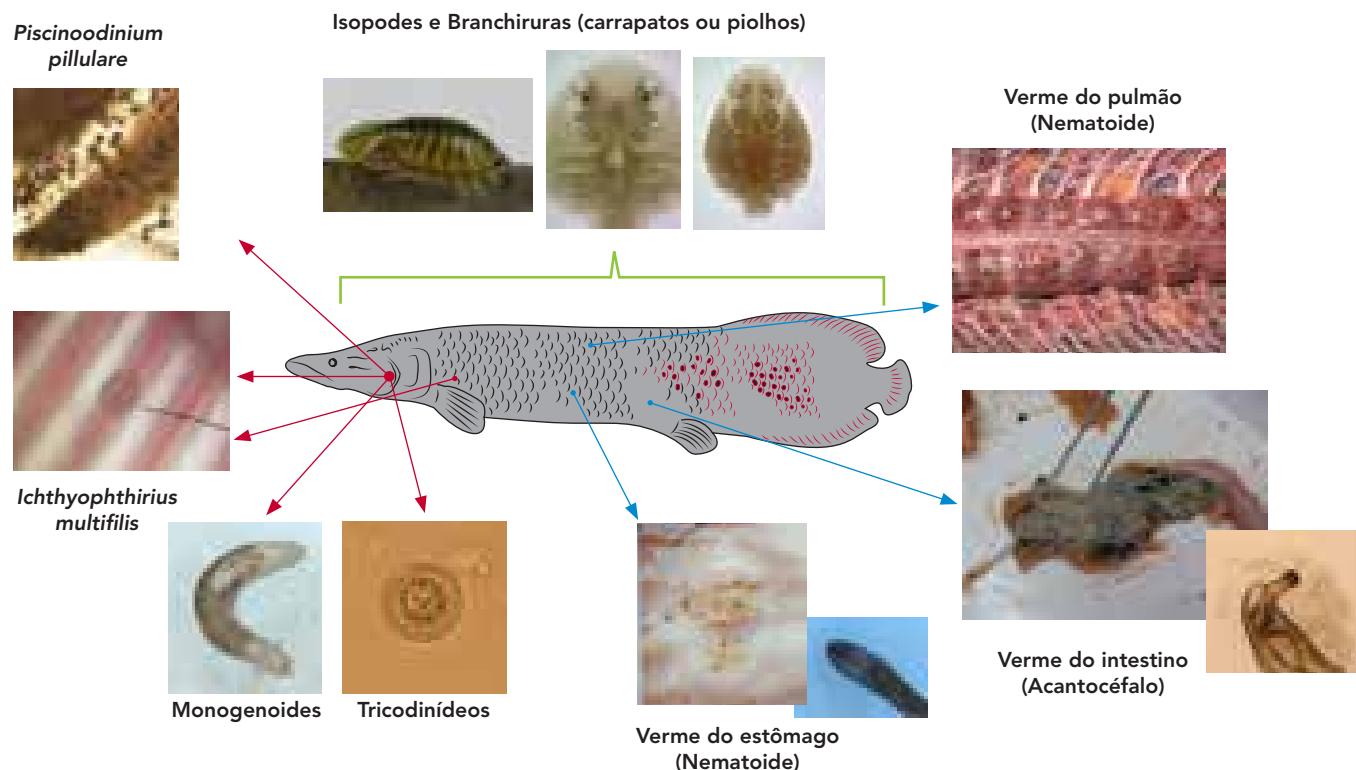 Isopodes e Branchiruras (carrapatos ou piolhos)
Piscinoodinium
pillulare
Verme do pulmão
(Nematoide)
Ichthyophthirius
multifilis
Monogenoides
Tricodinídeos
Verme do estômago
(Nematoide)
Verme do intestino
(Acantocéfalo)